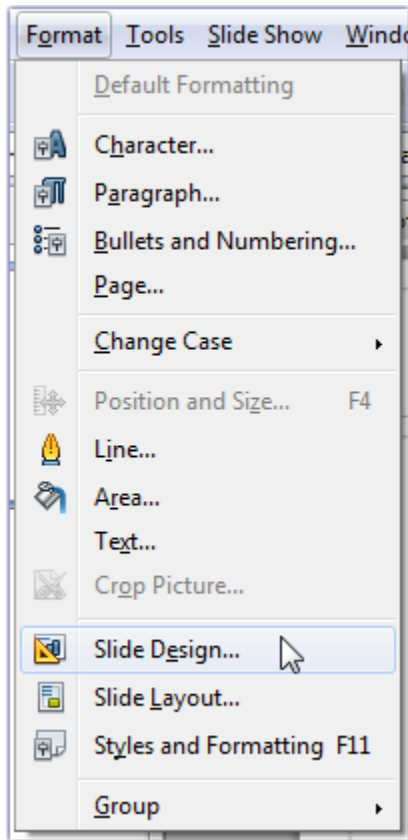 Format Tools Slide Show
Default Formatting
Character...
Paragraph...
Bullets and Numbering...
Page...
Change Case
Position and Size... F4
Line...
Area...
Text...
Crop Picture...
Slide Design...
Slide Layout...
Styles and Formatting F11
Group